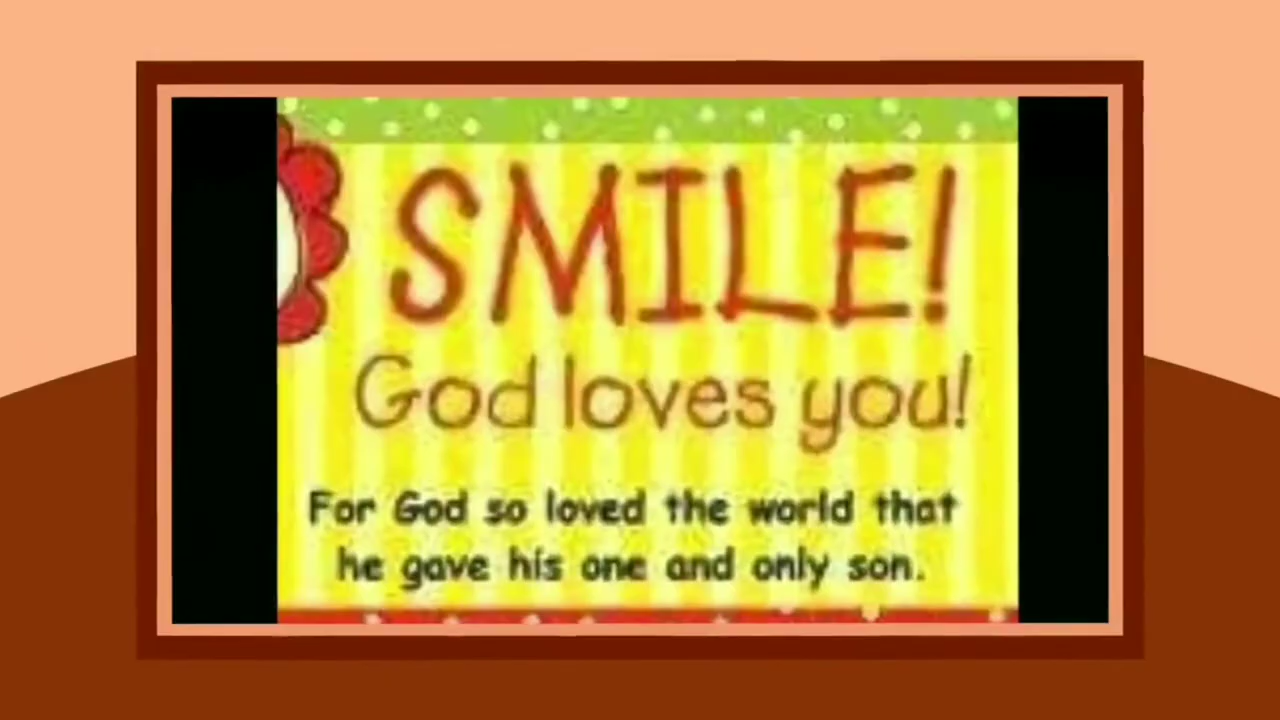 SMILE!
God loves you!
For God so loved the world that
he gave his one and only son.